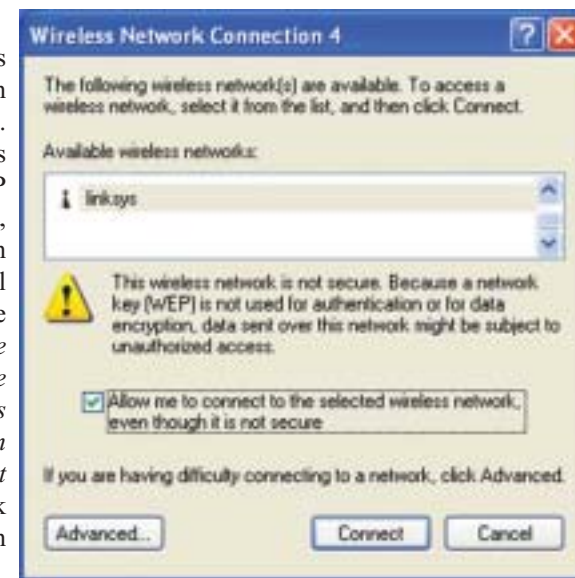 Wireless Network Connection 4
The following wireless network(s) are available. To access a
wireless network, select it from the list, and then click Connect.
Available wireless networks:
linksys
This wireless network is not secure. Because a network
key (WEP) is not used for authentication or for data
encryption, data sent over this network might be subject to
unauthorized access.
Allow me to connect to the selected wireless network,
even though it is not secure
If you are having difficulty connecting to a network, click Advanced.
Advanced...
Connect
Cancel